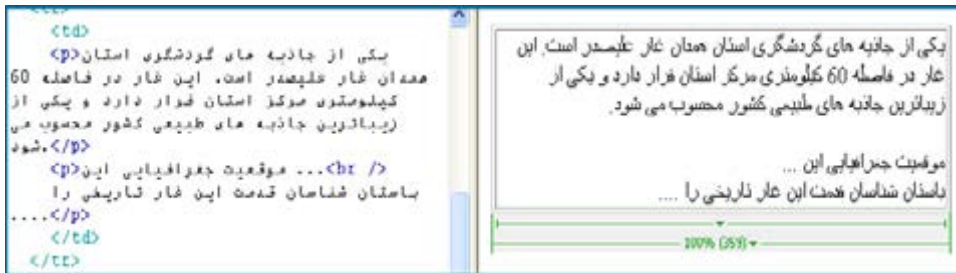 <td>
<p>یکی از جاذبه های گردشگری استان
همدان غار علیصدر است. این غار در فاصله 60
کیلومتری مرکز استان قرار دارد و یکی از
زیباترین جاذبه های طبیعی کشور محسوب می
شود.</p>
<p>موقعیت جغرافیایی این ...<br />
باستان شناسان قدمت این غار تاریخی را
....</p>
</td>
</tr>
یکی از جاذبه های گردشگری استان همدان غار علیصدر است. این
غار در فاصله 60 کیلومتری مرکز استان قرار دارد و یکی از
زیباترین جاذبه های طبیعی کشور محسوب می شود.
موقعیت جغرافیایی این ...
باستان شناسان قدمت این غار تاریخی را ....
100% (359)